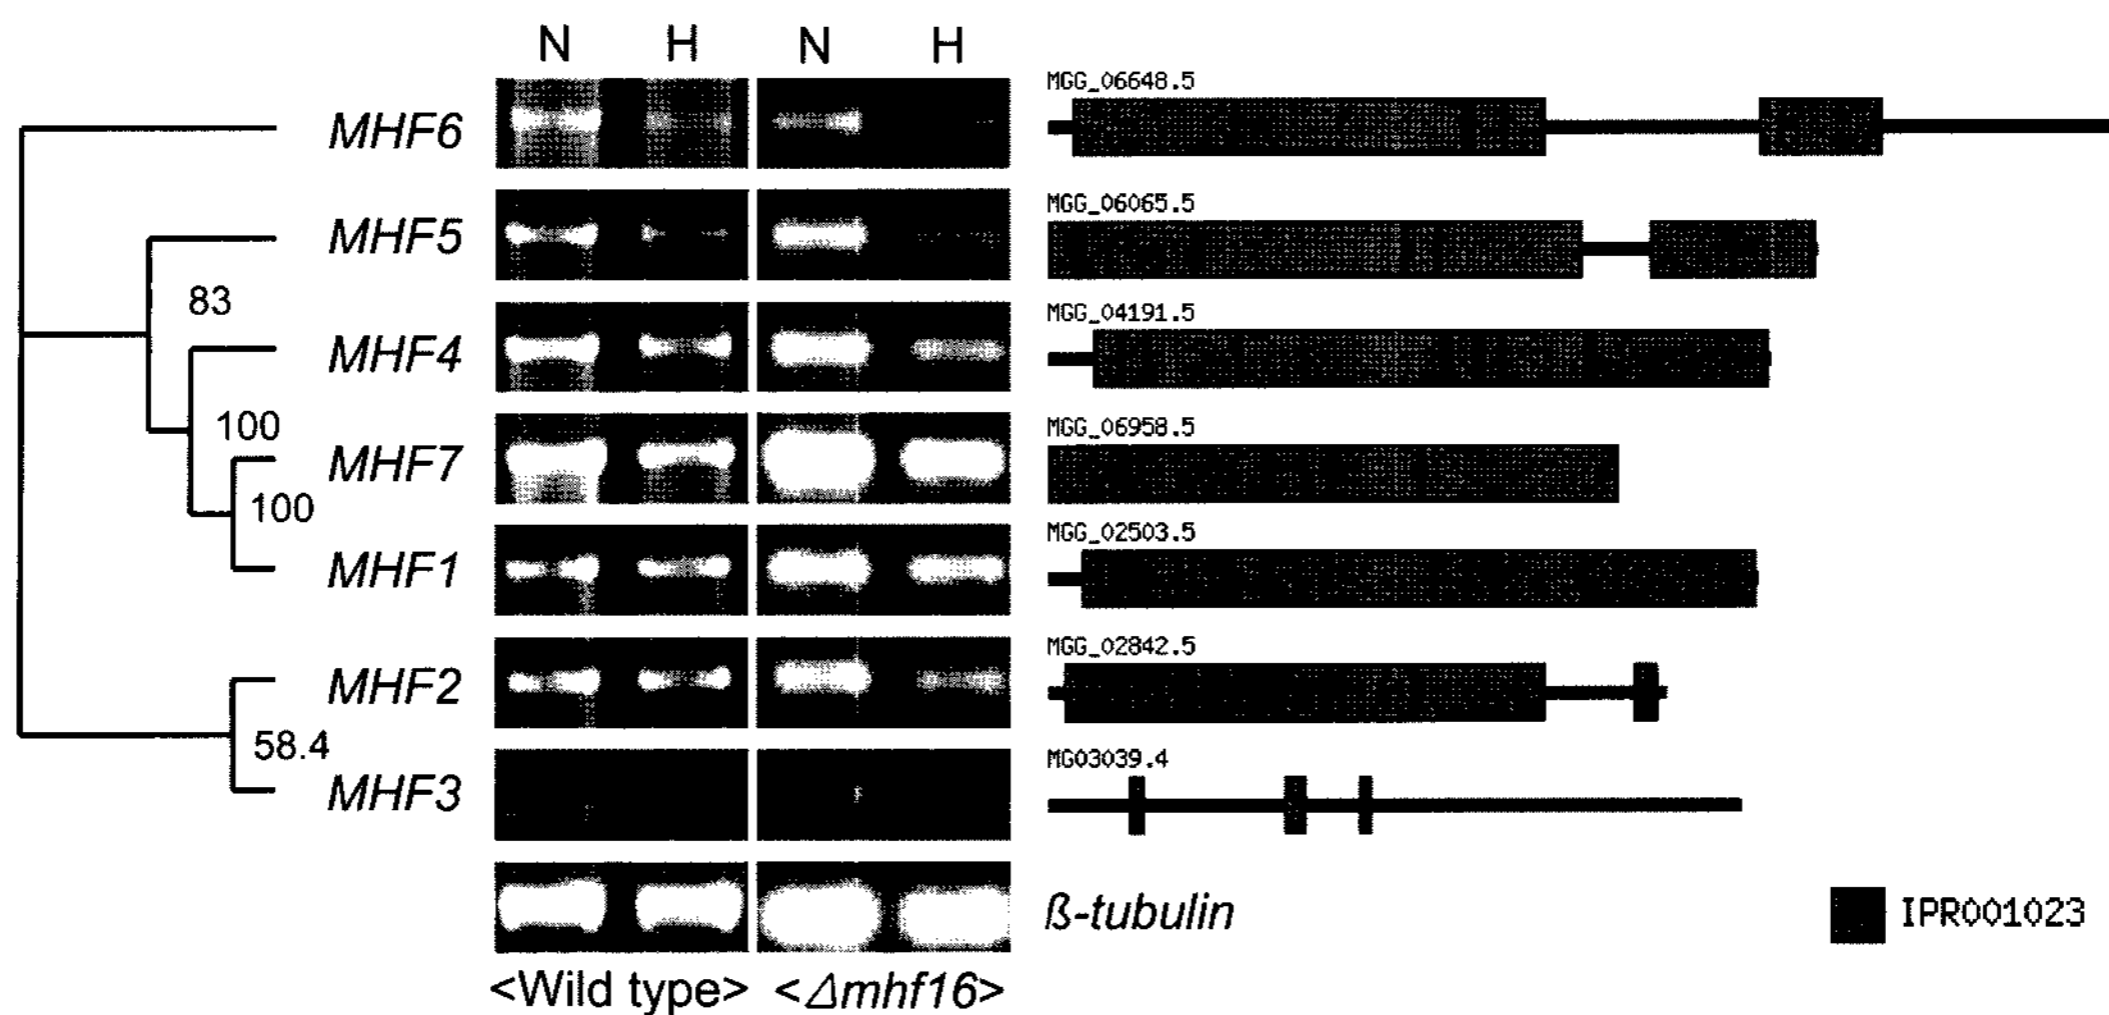 N H N H
MGG_06648.5
MHF6
MGG_06065.5
MHF5
83
MGG_04191.5
MHF4
100
MGG_06958.5
MHF7
100
MGG_02503.5
MHF1
MGG_02842.5
MHF2
58.4
MG03039.4
MHF3
ß-tubulin
IPR001023
<Wild type> <Δmhf16>